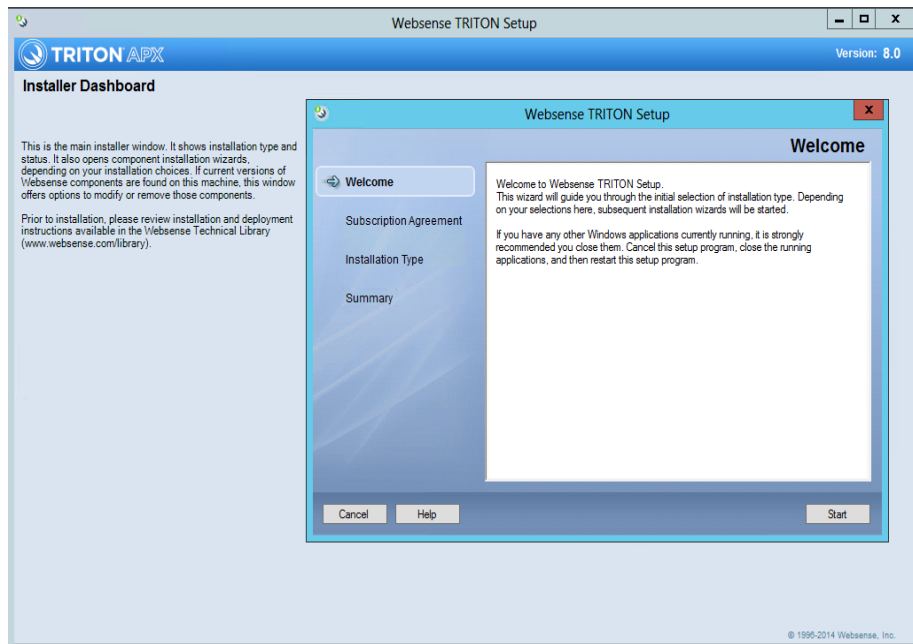 Websense TRITON Setup
TRITON APX
Version: 8.0
Installer Dashboard
This is the main installer window. It shows installation type and
status. It also opens component installation wizards,
depending on your installation choices. If current versions of
Websense components are found on this machine, this window
offers options to modify or remove those components.
Prior to installation, please review installation and deployment
instructions available in the Websense Technical Library
(www.websense.com/library).
Websense TRITON Setup
Welcome
Welcome
Subscription Agreement
Installation Type
Summary
Welcome to Websense TRITON Setup.
This wizard will guide you through the initial selection of installation type. Depending
on your selections here, subsequent installation wizards will be started.
If you have any other Windows applications currently running, it is strongly
recommended you close them. Cancel this setup program, close the running
applications, and then restart this setup program.
Cancel
Help
Start
© 1996-2014 Websense, Inc.